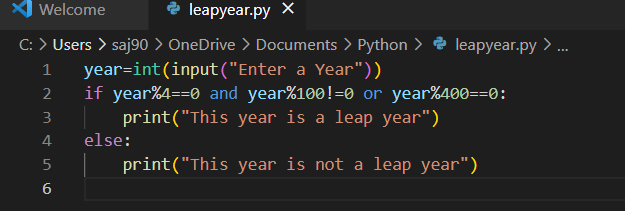 Welcome leapyear.py
C: > Users > saj90 > OneDrive > Documents > Python > leapyear.py > ...
1 year=int(input("Enter a Year"))
2 if year%4==0 and year%100!=0 or year%400==0:
3 print("This year is a leap year")
4 else:
5 print("This year is not a leap year")
6